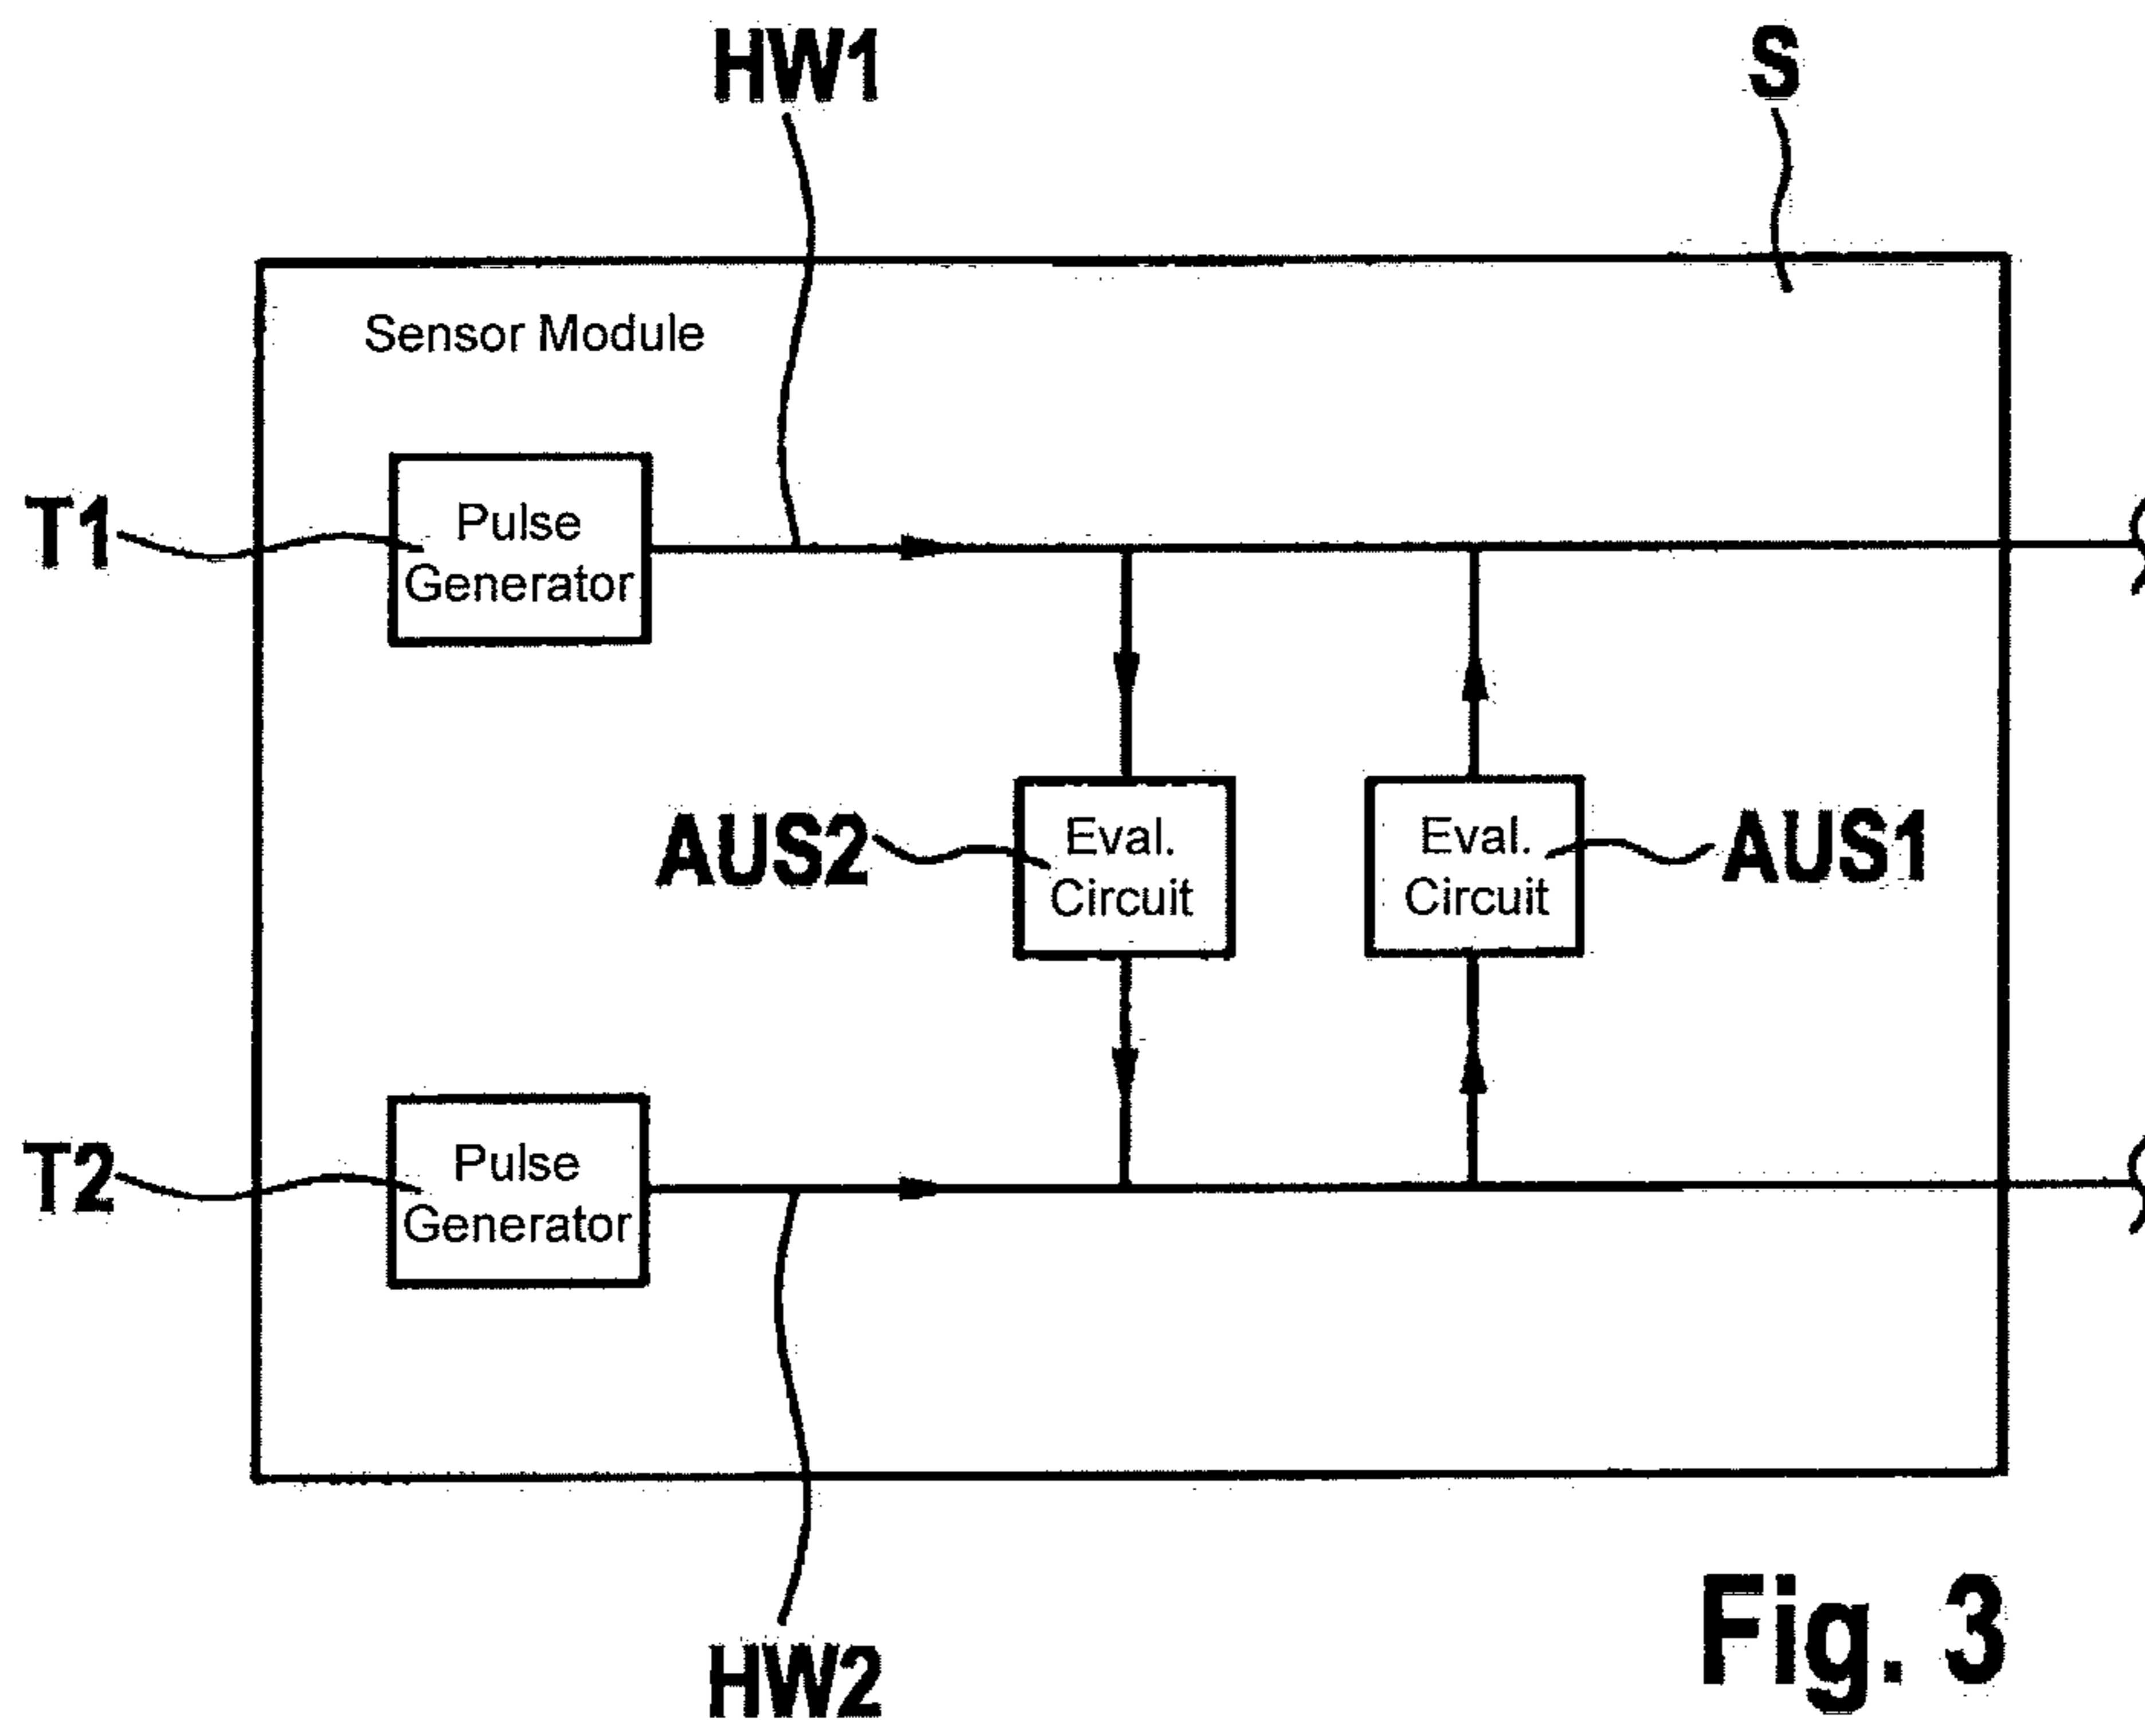 HW1
S
Sensor Module
T1
Pulse
Generator
AUS2
Eval.
Circuit
Eval.
Circuit
AUS1
T2
Pulse
Generator
HW2
Fig. 3